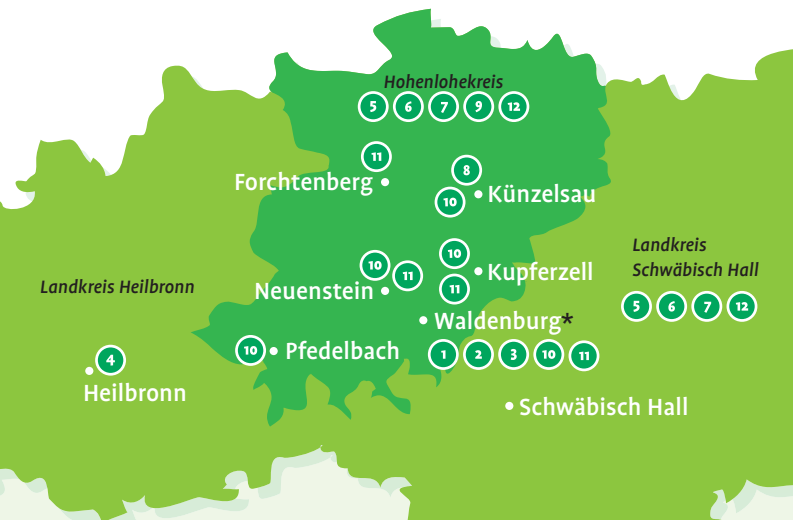 Hohenlohekreis
5 6 7 9 12
11
Forchtenberg
8
10
Künzelsau
Landkreis
Schwäbisch Hall
5 6 7 12
10
11
Neuenstein
10
11
Kupferzell
Landkreis Heilbronn
Waldenburg*
1 2 3 10 11
10
Pfedelbach
4
Heilbronn
Schwäbisch Hall